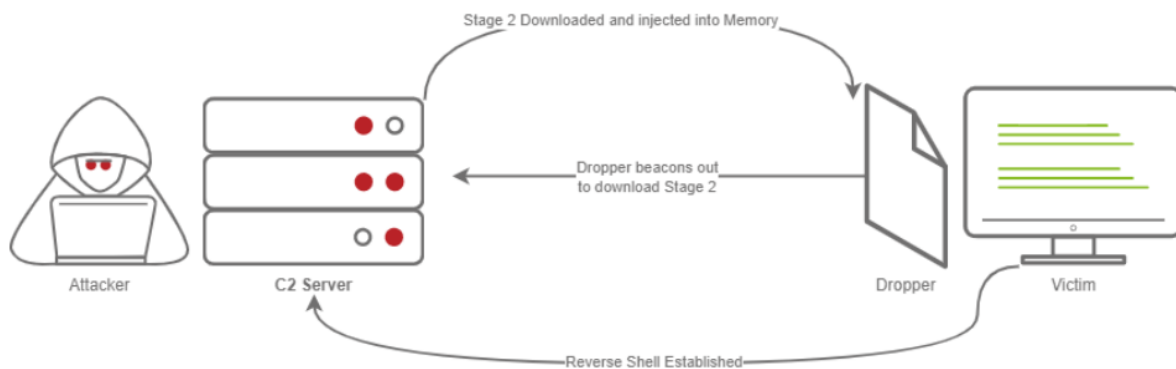 Stage 2 Downloaded and injected into Memory
Dropper beacons out
to download Stage 2
Attacker
C2 Server
Dropper
Victim
Reverse Shell Established